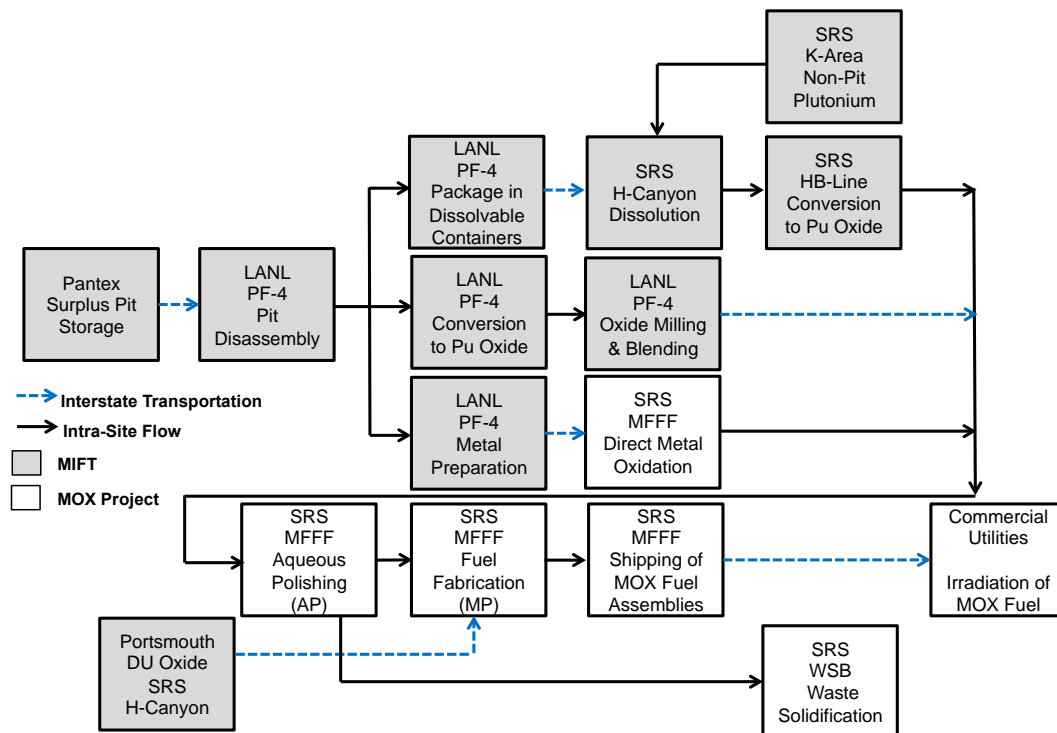 SRS
K-Area
Non-Pit
Plutonium
LANL
PF-4
Package in
Dissolvable
Containers
SRS
H-Canyon
Dissolution
SRS
HB-Line
Conversion
to Pu Oxide
Pantex
Surplus Pit
Storage
LANL
PF-4
Pit
Disassembly
LANL
PF-4
Conversion
to Pu Oxide
LANL
PF-4
Oxide Milling
& Blending
LANL
PF-4
Metal
Preparation
SRS
MFFF
Direct Metal
Oxidation
Interstate Transportation
Intra-Site Flow
MIFT
MOX Project
SRS
MFFF
Aqueous
Polishing
(AP)
SRS
MFFF
Fuel
Fabrication
(MP)
SRS
MFFF
Shipping of
MOX Fuel
Assemblies
Commercial
Utilities
Irradiation of
MOX Fuel
Portsmouth
DU Oxide
SRS
H-Canyon
SRS
WSB
Waste
Solidification